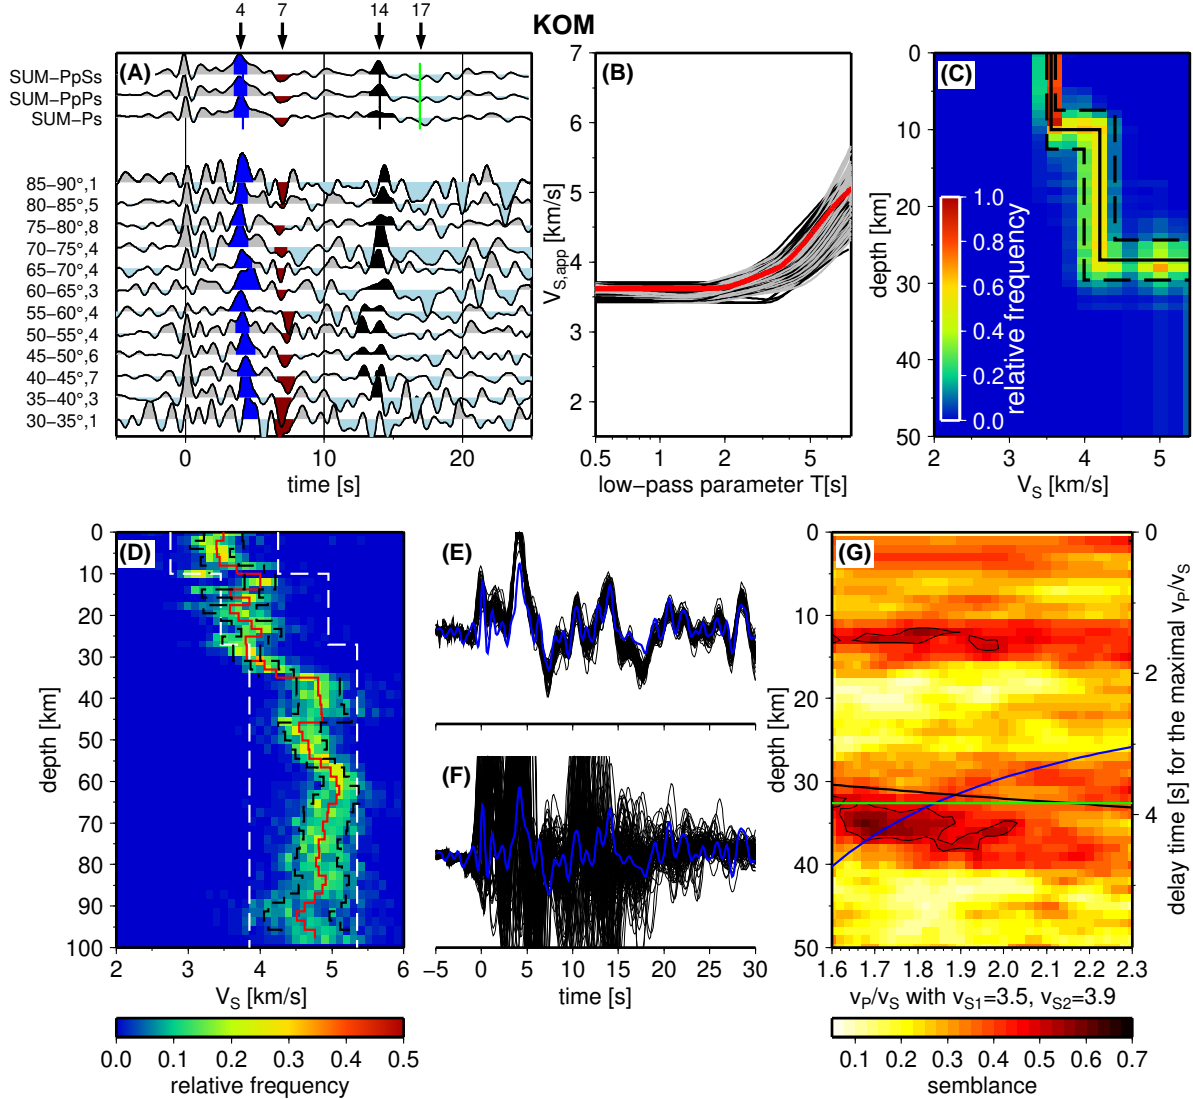 KOM
4 7 14 17
(A)
SUM−PpSs
SUM−PpPs
SUM−Ps
85−90°,1
80−85°,5
75−80°,8
70−75°,4
65−70°,4
60−65°,3
55−60°,4
50−55°,4
45−50°,6
40−45°,7
35−40°,3
30−35°,1
0 10 20
time [s]
(B)
7
6
5
4
3
2
V_S,app [km/s]
0.5 1 2 5
low−pass parameter T[s]
(C)
0
10
20
30
40
50
depth [km]
1.0
0.8
0.6
0.4
0.2
0.0
relative frequency
2 3 4 5
V_S [km/s]
(D)
0
10
20
30
40
50
60
70
80
90
100
depth [km]
2 3 4 5 6
V_S [km/s]
0.0 0.1 0.2 0.3 0.4 0.5
relative frequency
(E)
(F)
−5 0 5 10 15 20 25 30
time [s]
(G)
0
10
20
30
40
50
depth [km]
0
2
4
delay time [s] for the maximal v_P/v_S
1.6 1.7 1.8 1.9 2.0 2.1 2.2 2.3
v_P/v_S with v_S1=3.5, v_S2=3.9
0.1 0.2 0.3 0.4 0.5 0.6 0.7
semblance